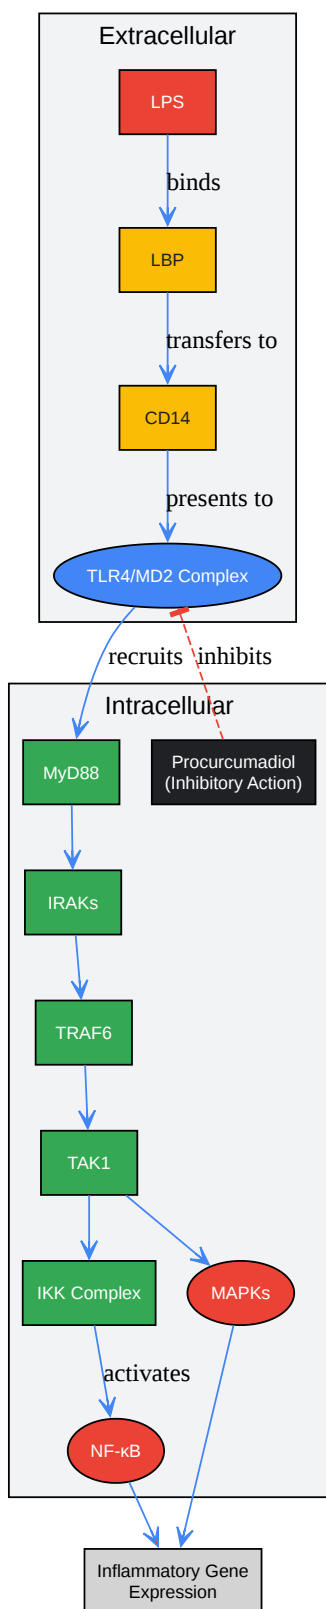 Extracellular
LPS
binds
LBP
transfers to
CD14
presents to
TLR4/MD2 Complex
recruits
inhibits
Intracellular
MyD88
Procurcumadiol
(Inhibitory Action)
IRAKs
TRAF6
TAK1
IKK Complex
MAPKs
activates
NF-κB
Inflammatory Gene
Expression